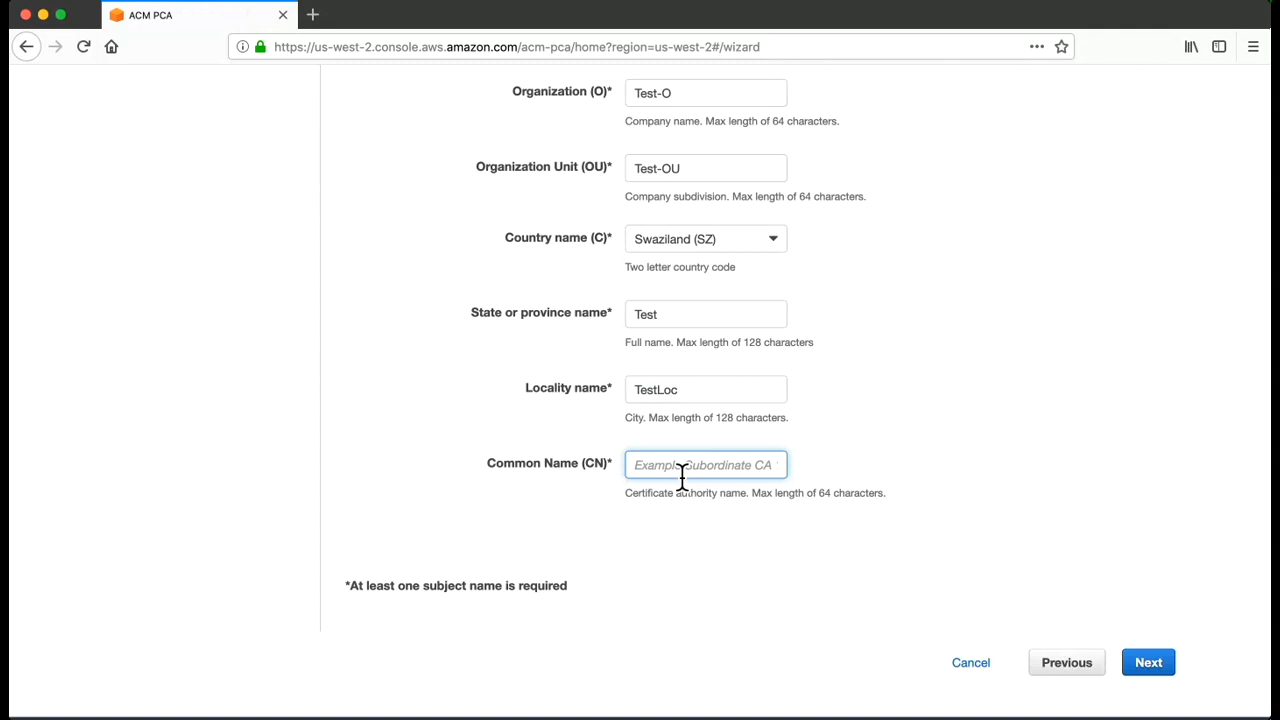 ACM PCA
https://us-west-2.console.aws.amazon.com/acm-pca/home?region=us-west-2#/wizard
Organization (O)* Test-O
Company name. Max length of 64 characters.
Organization Unit (OU)* Test-OU
Company subdivision. Max length of 64 characters.
Country name (C)* Swaziland (SZ)
Two letter country code
State or province name* Test
Full name. Max length of 128 characters
Locality name* TestLoc
City. Max length of 128 characters.
Common Name (CN)* Example Subordinate CA
Certificate authority name. Max length of 64 characters.
*At least one subject name is required
Cancel Previous Next